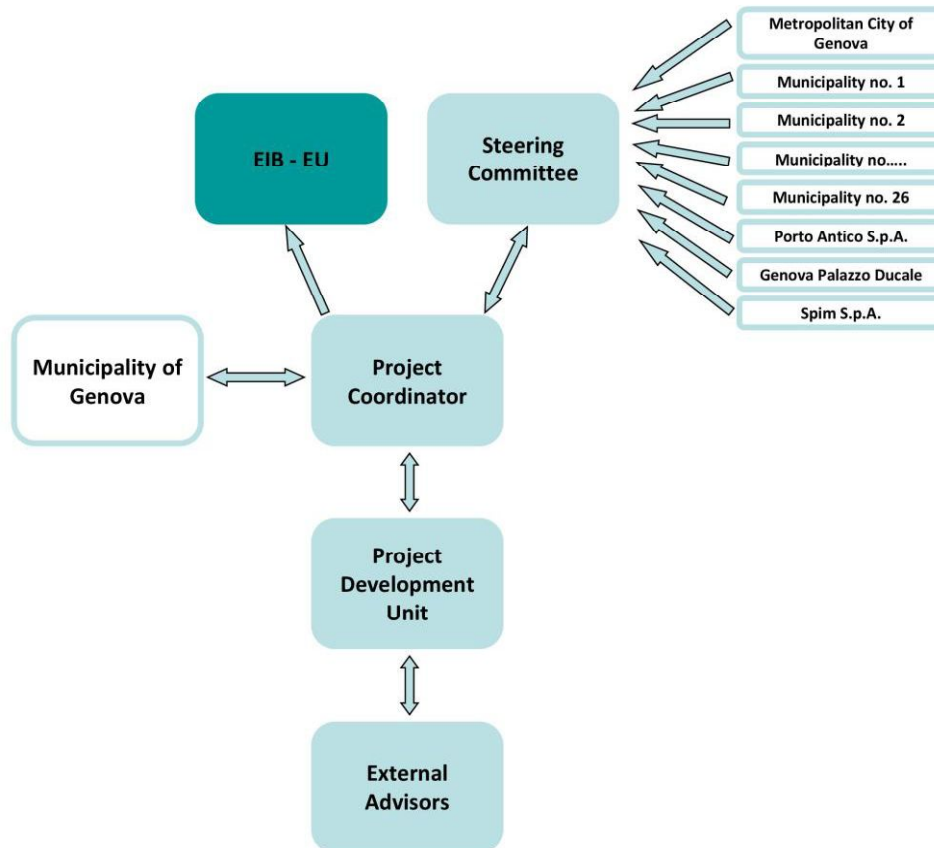 Metropolitan City of
Genova
Municipality no. 1
Municipality no. 2
Municipality no.....
Municipality no. 26
Porto Antico S.p.A.
Genova Palazzo Ducale
Spim S.p.A.
EIB - EU
Steering
Committee
Municipality of
Genova
Project
Coordinator
Project
Development
Unit
External
Advisors